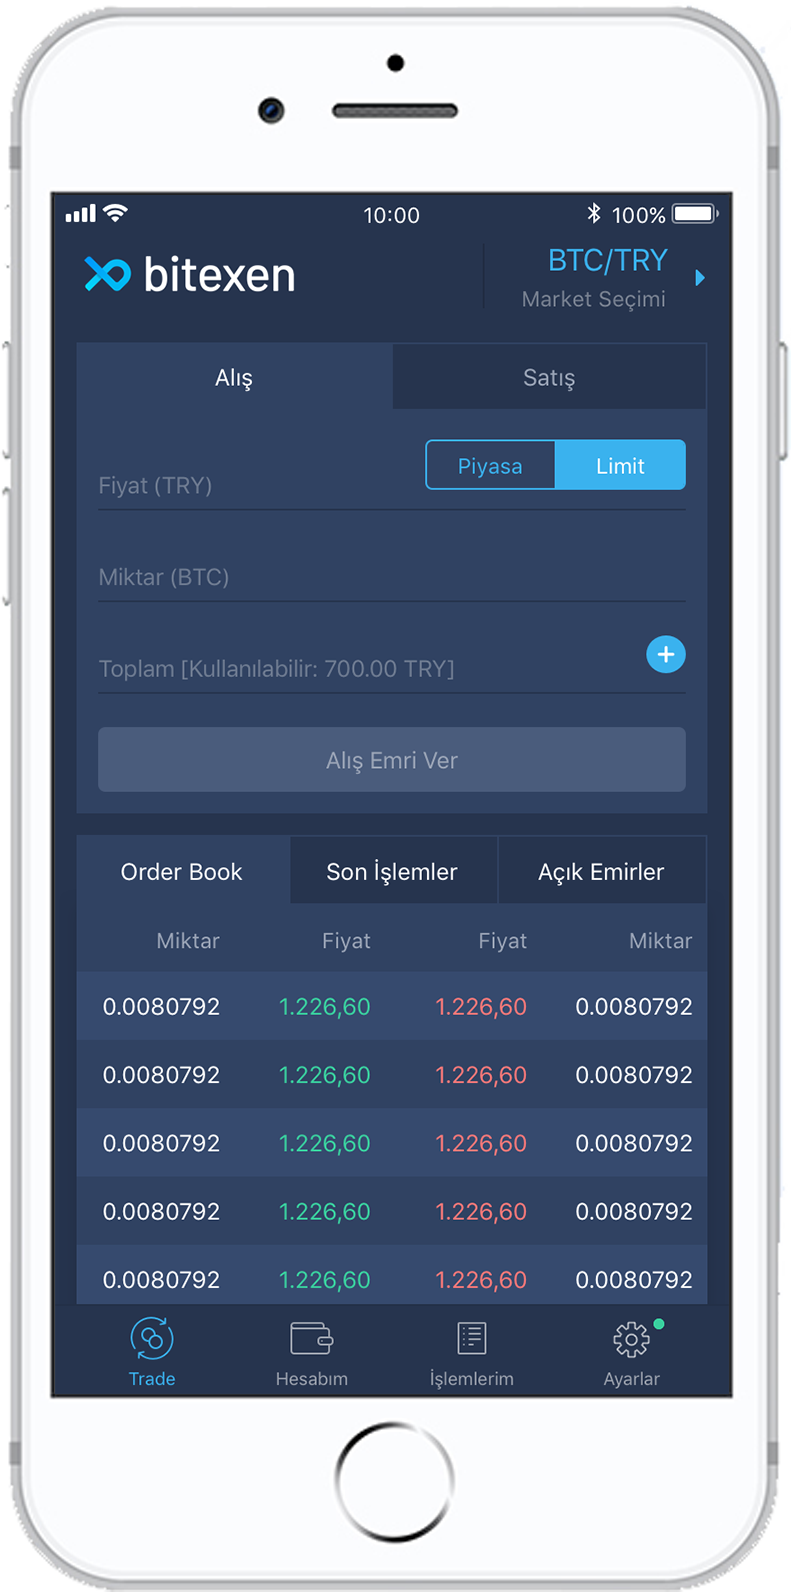 10:00
100%
bitexen
BTC/TRY
Market Seçimi
Alış
Satış
Piyasa
Limit
Fiyat (TRY)
Miktar (BTC)
Toplam [Kullanılabilir: 700.00 TRY]
Alış Emri Ver
Order Book
Son İşlemler
Açık Emirler
Miktar Fiyat Fiyat Miktar
0.0080792 1.226,60 1.226,60 0.0080792
0.0080792 1.226,60 1.226,60 0.0080792
0.0080792 1.226,60 1.226,60 0.0080792
0.0080792 1.226,60 1.226,60 0.0080792
0.0080792 1.226,60 1.226,60 0.0080792
Trade
Hesabım
İşlemlerim
Ayarlar